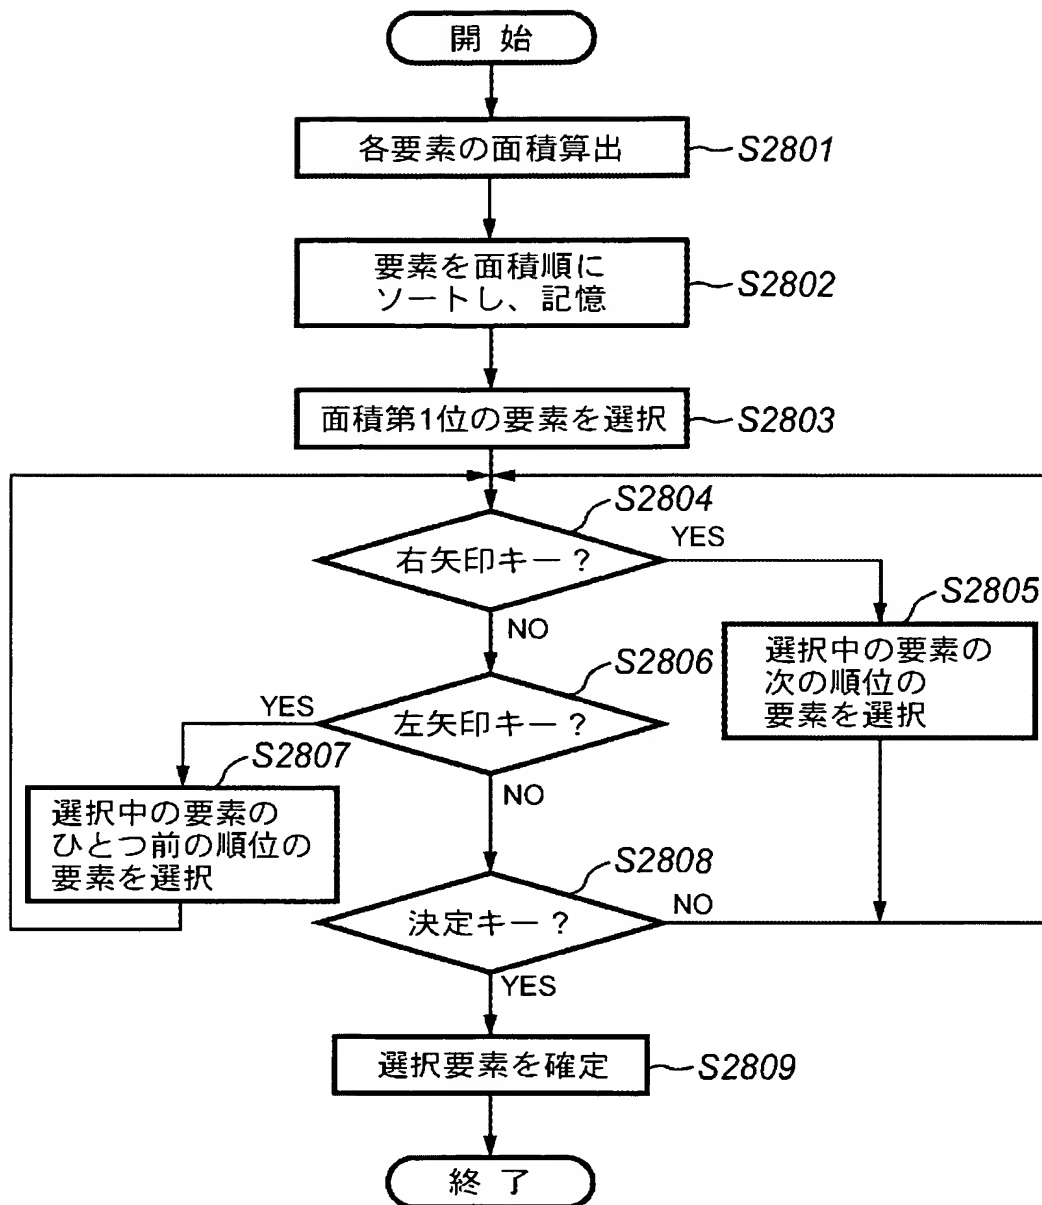 開始
各要素の面積算出
S2801
要素を面積順に
ソートし、記憶
S2802
面積第1位の要素を選択
S2803
S2804
右矢印キー？
YES
NO
S2805
選択中の要素の
次の順位の
要素を選択
S2806
左矢印キー？
YES
NO
S2807
選択中の要素の
ひとつ前の順位の
要素を選択
S2808
決定キー？
NO
YES
選択要素を確定
S2809
終了